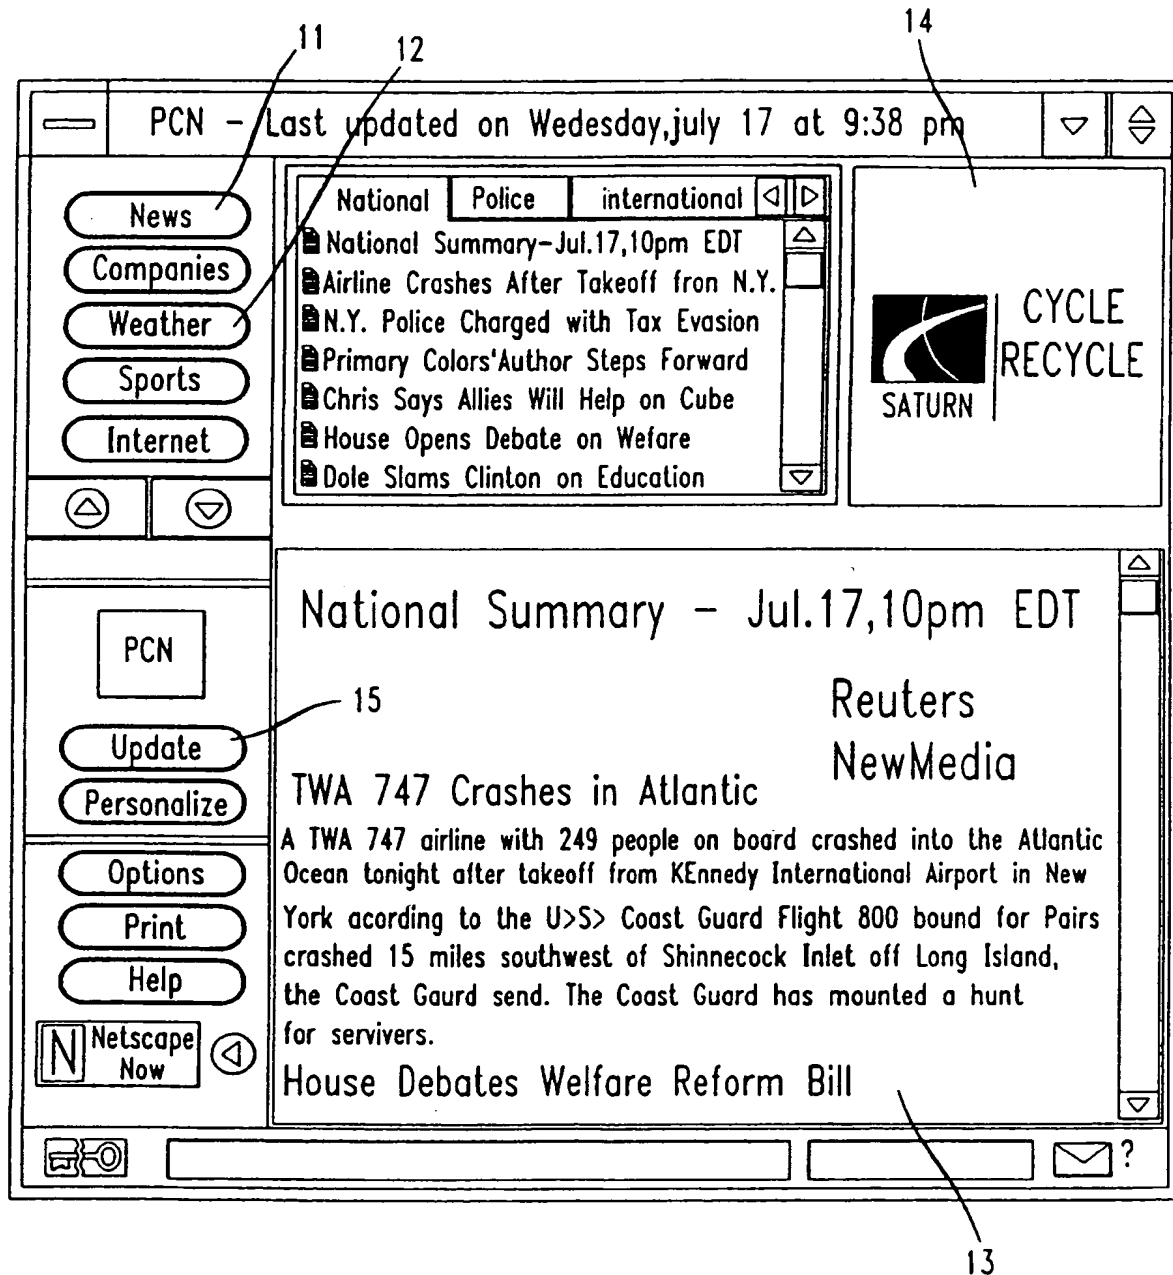 11
12
14
PCN - Last updated on Wedesday,july 17 at 9:38 pm
News
Companies
Weather
Sports
Internet
National Police international
National Summary-Jul.17,10pm EDT
Airline Crashes After Takeoff fron N.Y.
N.Y. Police Charged with Tax Evasion
Primary Colors'Author Steps Forward
Chris Says Allies Will Help on Cube
House Opens Debate on Wefare
Dole Slams Clinton on Education
SATURN
CYCLE
RECYCLE
PCN
15
Update
Personalize
Options
Print
Help
N Netscape
Now
National Summary - Jul.17,10pm EDT
Reuters
NewMedia
TWA 747 Crashes in Atlantic
A TWA 747 airline with 249 people on board crashed into the Atlantic
Ocean tonight after takeoff from KEnnedy International Airport in New
York acording to the U>S> Coast Guard Flight 800 bound for Pairs
crashed 15 miles southwest of Shinnecock Inlet off Long Island,
the Coast Gaurd send. The Coast Guard has mounted a hunt
for servivers.
House Debates Welfare Reform Bill
?
13